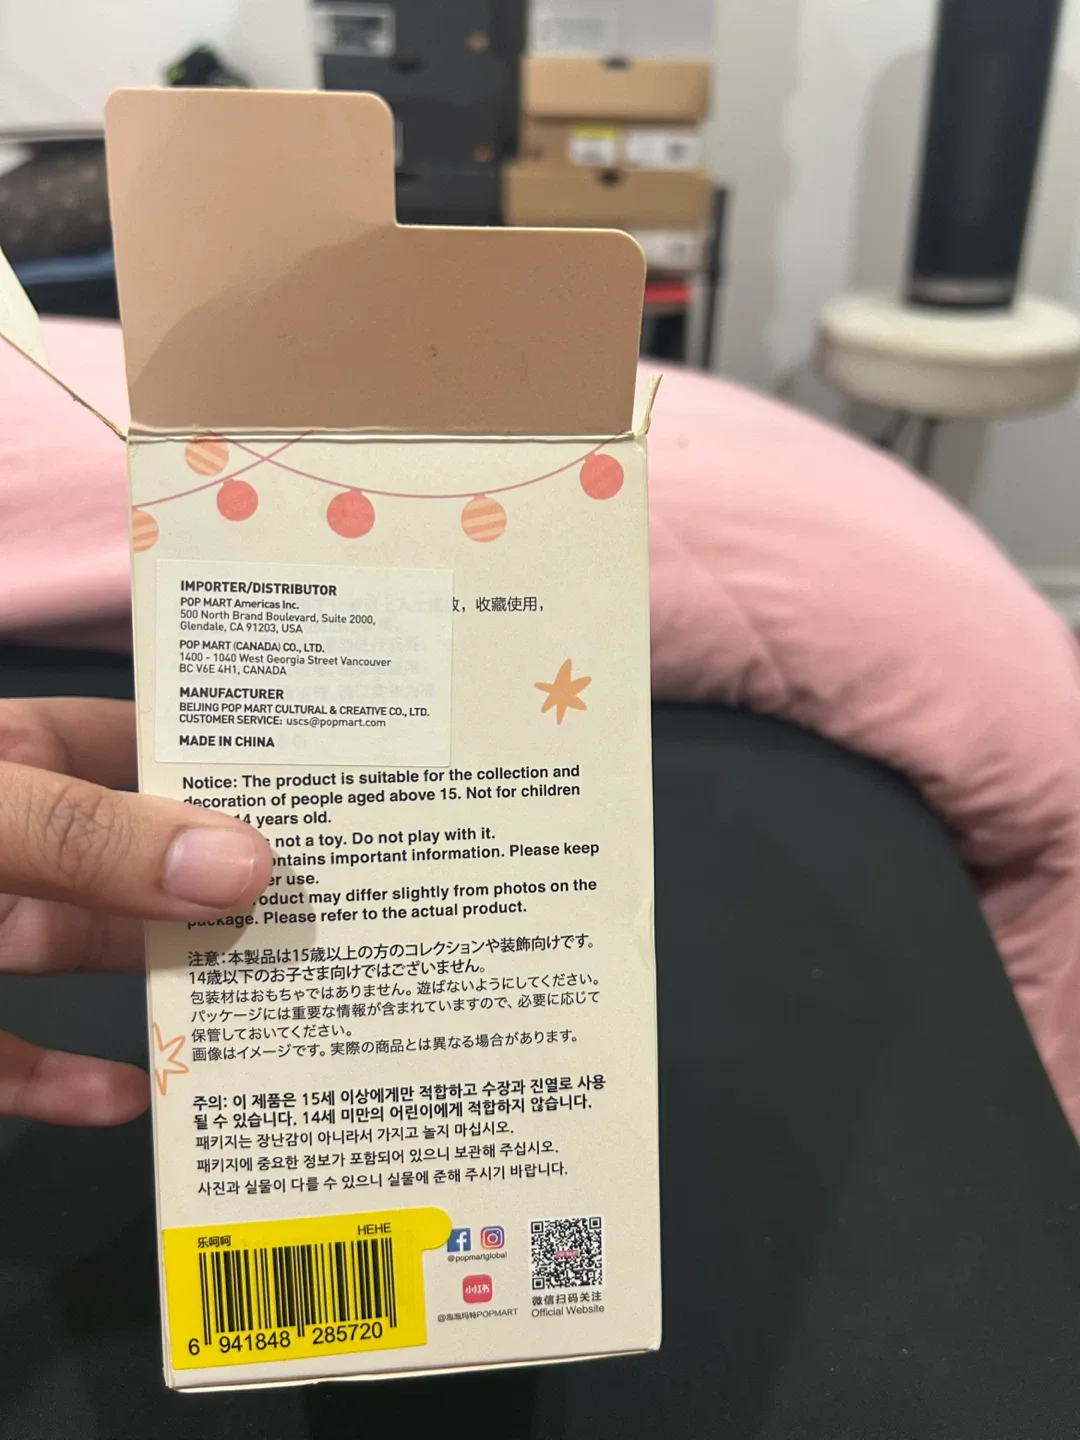 IMPORTER/DISTRIBUTOR
POP MART Americas Inc.
500 North Brand Boulevard, Suite 2000,
Glendale, CA 91203, USA
POP MART (CANADA) CO., LTD.
1400 - 1040 West Georgia Street Vancouver
BC V6E 4H1, CANADA
MANUFACTURER
BEIJING POP MART CULTURAL & CREATIVE CO., LTD.
CUSTOMER SERVICE: uscs@popmart.com
MADE IN CHINA
，收藏使用，
Notice: The product is suitable for the collection and
decoration of people aged above 15. Not for children
14 years old.
not a toy. Do not play with it.
important information. Please keep
use.
may differ slightly from photos on the
package. Please refer to the actual product.
注意：本製品は15歳以上の方のコレクションや装飾向けです。
14歳以下のお子さま向けではございません。
包装材はおもちゃではありません。遊ばないようにしてください。
パッケージには重要な情報が含まれていますので、必要に応じて
保管しておいてください。
画像はイメージです。実際の商品とは異なる場合があります。
주의: 이 제품은 15세 이상에게만 적합하고 수장과 진열로 사용
될 수 있습니다. 14세 미만의 어린이에게 적합하지 않습니다.
패키지는 장난감이 아니라서 가지고 놀지 마십시오.
패키지에 중요한 정보가 포함되어 있으니 보관해 주십시오.
사진과 실물이 다를 수 있으니 실물에 준해 주시기 바랍니다.
乐呵呵 HEHE
6 941848 285720
@popmartglobal
小红书
@泡泡玛特POPMART
微信扫码关注
Official Website